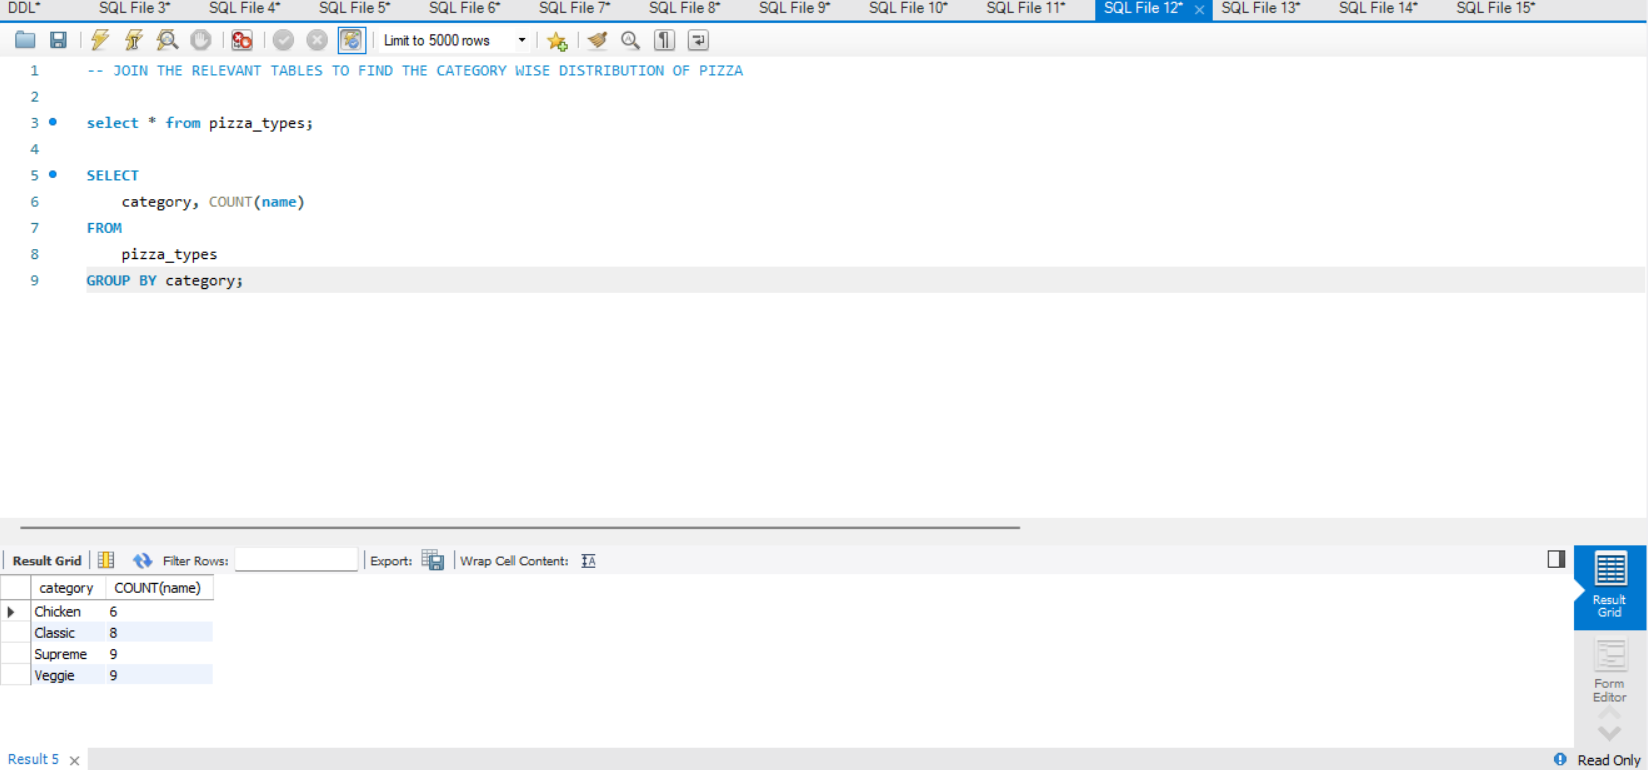 DDL* SQL File 3* SQL File 4* SQL File 5* SQL File 6* SQL File 7* SQL File 8* SQL File 9* SQL File 10* SQL File 11* SQL File 12* SQL File 13* SQL File 14* SQL File 15*
Limit to 5000 rows
1 -- JOIN THE RELEVANT TABLES TO FIND THE CATEGORY WISE DISTRIBUTION OF PIZZA
2
3 select * from pizza_types;
4
5 SELECT
6 category, COUNT(name)
7 FROM
8 pizza_types
9 GROUP BY category;
Result Grid Filter Rows: Export: Wrap Cell Content:
category COUNT(name)
Chicken 6
Classic 8
Supreme 9
Veggie 9
Result
Grid
Form
Editor
Result 5 Read Only